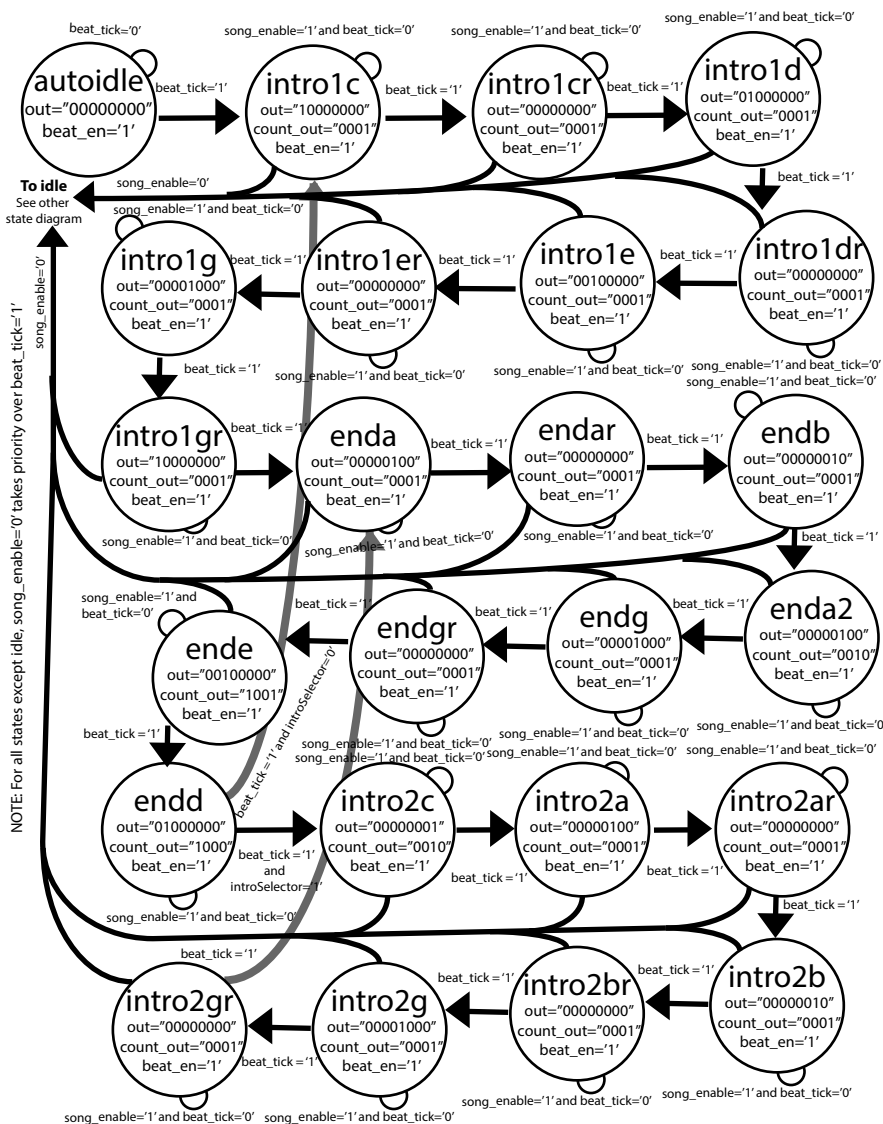 beat_tick='0'
song_enable='1' and beat_tick='0'
song_enable='1' and beat_tick='0'
song_enable='1' and beat_tick='0'
autoidle
out="00000000"
beat_en='1'
beat_tick='1'
intro1c
out="10000000"
count_out="0001"
beat_en='1'
beat_tick = '1'
intro1cr
out="00000000"
count_out="0001"
beat_en='1'
beat_tick = '1'
intro1d
out="01000000"
count_out="0001"
beat_en='1'
To idle
See other
state diagram
song_enable='0'
beat_tick = '1'
song_enable='1' and beat_tick='0'
intro1g
out="00001000"
count_out="0001"
beat_en='1'
beat_tick = '1'
intro1er
out="00000000"
count_out="0001"
beat_en='1'
beat_tick = '1'
intro1e
out="00100000"
count_out="0001"
beat_en='1'
beat_tick = '1'
intro1dr
out="00000000"
count_out="0001"
beat_en='1'
song_enable='0'
NOTE: For all states except idle, song_enable='0' takes priority over beat_tick='1'
beat_tick = '1'
song_enable='1' and beat_tick='0'
song_enable='1' and beat_tick='0'
song_enable='1' and beat_tick='0'
song_enable='1' and beat_tick='0'
intro1gr
out="10000000"
count_out="0001"
beat_en='1'
beat_tick = '1'
enda
out="00000100"
count_out="0001"
beat_en='1'
beat_tick = '1'
endar
out="00000000"
count_out="0001"
beat_en='1'
beat_tick = '1'
endb
out="00000010"
count_out="0001"
beat_en='1'
song_enable='1' and beat_tick='0'
song_enable='1' and beat_tick='0'
song_enable='1' and beat_tick='0'
beat_tick = '1'
song_enable='1' and
beat_tick='0'
ende
out="00100000"
count_out="1001"
beat_en='1'
beat_tick = '1'
endgr
out="00000000"
count_out="0001"
beat_en='1'
beat_tick = '1'
endg
out="00001000"
count_out="0001"
beat_en='1'
beat_tick = '1'
enda2
out="00000100"
count_out="0010"
beat_en='1'
beat_tick = '1'
beat_tick = '1' and introSelector='0'
song_enable='1' and beat_tick='0'
song_enable='1' and beat_tick='0'
song_enable='1' and beat_tick='0'
song_enable='1' and beat_tick='0'
song_enable='1' and beat_tick='0'
song_enable='1' and beat_tick='0'
endd
out="01000000"
count_out="1000"
beat_en='1'
beat_tick = '1'
and
introSelector='1'
intro2c
out="00000001"
count_out="0010"
beat_en='1'
beat_tick = '1'
intro2a
out="00000100"
count_out="0001"
beat_en='1'
beat_tick = '1'
intro2ar
out="00000000"
count_out="0001"
beat_en='1'
song_enable='1' and beat_tick='0'
beat_tick = '1'
beat_tick = '1'
intro2gr
out="00000000"
count_out="0001"
beat_en='1'
beat_tick = '1'
intro2g
out="00001000"
count_out="0001"
beat_en='1'
beat_tick = '1'
intro2br
out="00000000"
count_out="0001"
beat_en='1'
beat_tick = '1'
intro2b
out="00000010"
count_out="0001"
beat_en='1'
song_enable='1' and beat_tick='0'
song_enable='1' and beat_tick='0'
song_enable='1' and beat_tick='0'
song_enable='1' and beat_tick='0'